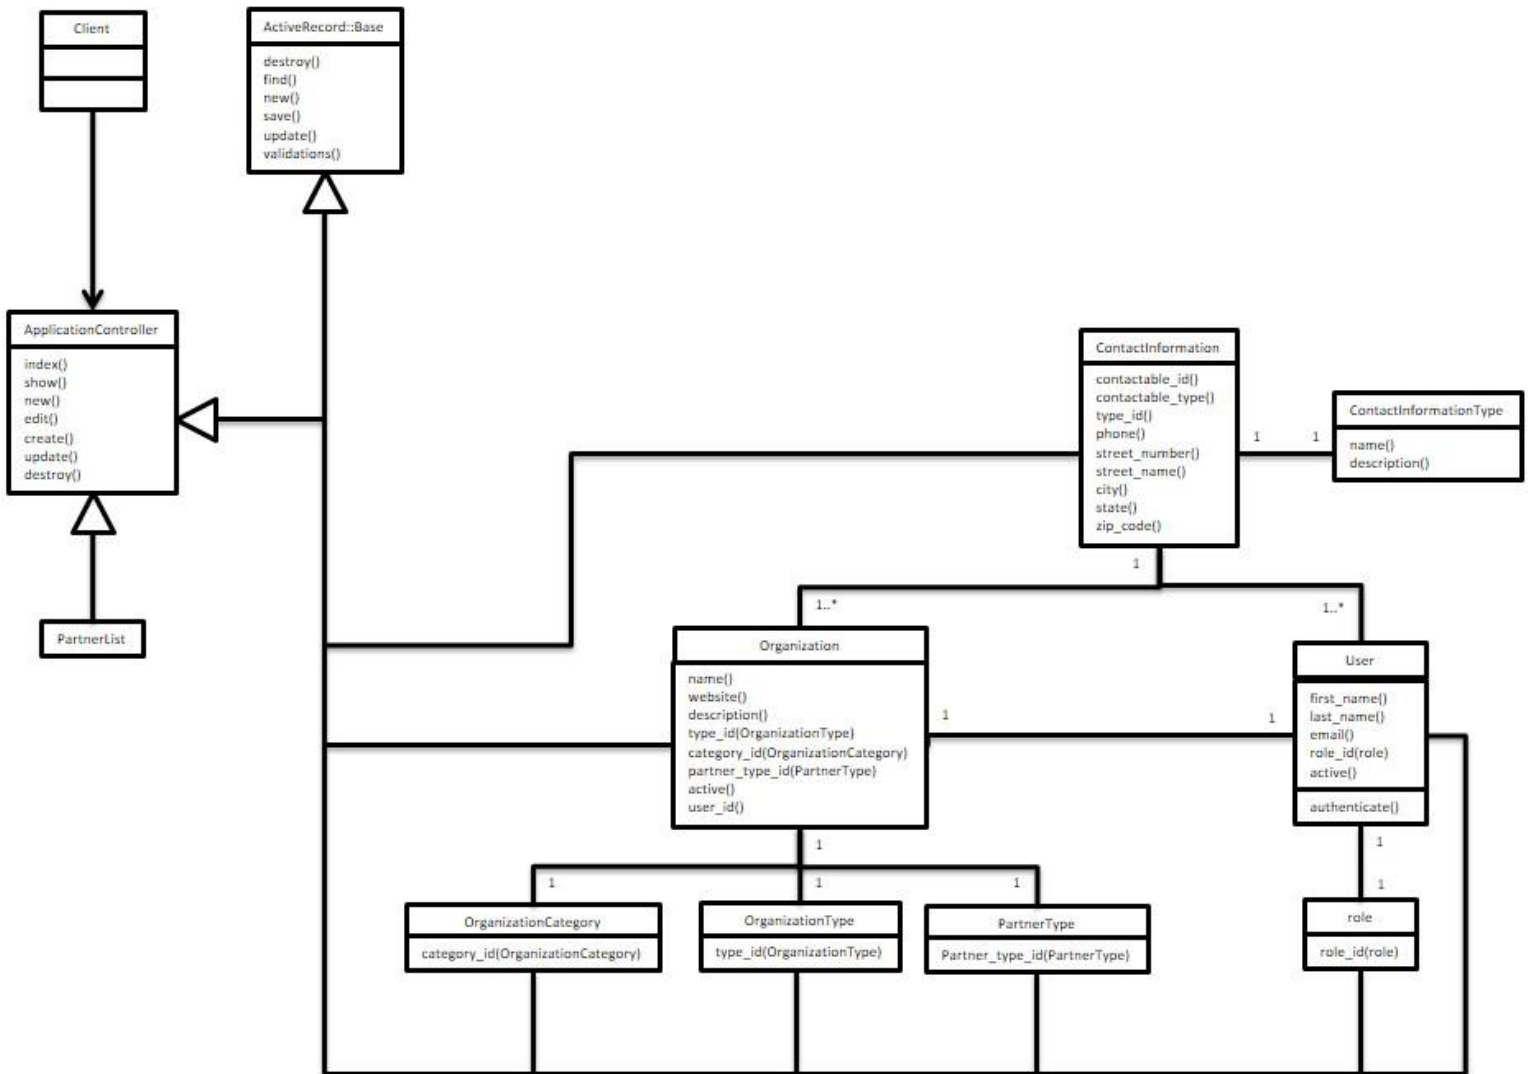 Client
ActiveRecord::Base
destroy()
find()
new()
save()
update()
validations()
ApplicationController
index()
show()
new()
edit()
create()
update()
destroy()
PartnerList
ContactInformation
contactable_id()
contactable_type()
type_id()
phone()
street_number()
street_name()
city()
state()
zip_code()
1 1
ContactInformationType
name()
description()
1
1..*
1..*
Organization
name()
website()
description()
type_id(OrganizationType)
category_id(OrganizationCategory)
partner_type_id(PartnerType)
active()
user_id()
1 1
User
first_name()
last_name()
email()
role_id(role)
active()
authenticate()
1
1 1 1
OrganizationCategory
category_id(OrganizationCategory)
OrganizationType
type_id(OrganizationType)
PartnerType
Partner_type_id(PartnerType)
1
1
role
role_id(role)